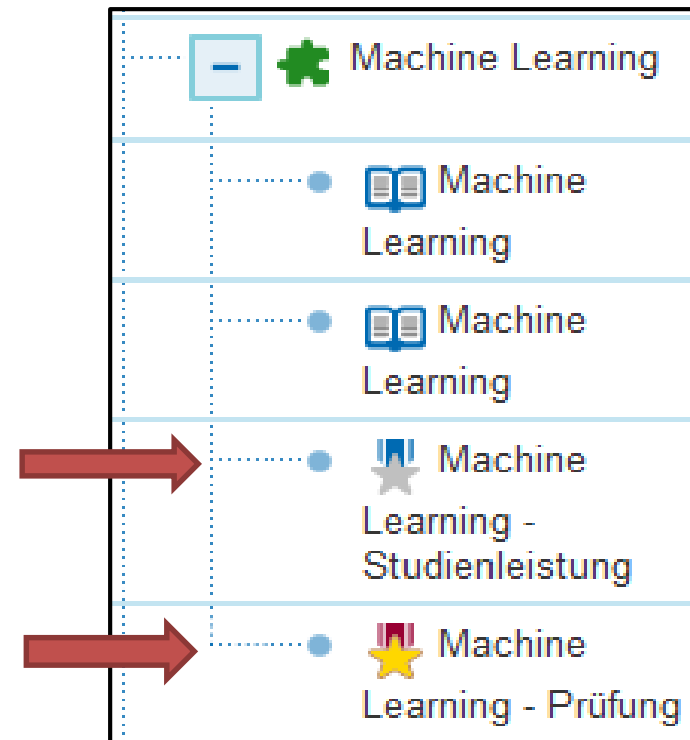 Machine Learning
Machine
Learning
Machine
Learning
Machine
Learning -
Studienleistung
Machine
Learning - Prüfung